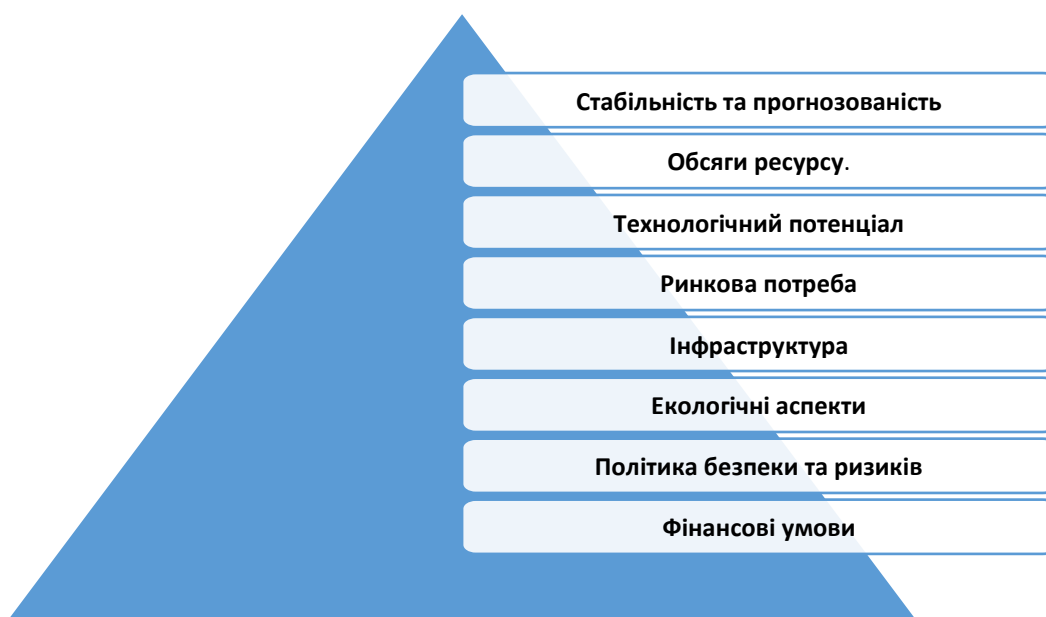 Стабільність та прогнозованість
Обсяги ресурсу.
Технологічний потенціал
Ринкова потреба
Інфраструктура
Екологічні аспекти
Політика безпеки та ризиків
Фінансові умови